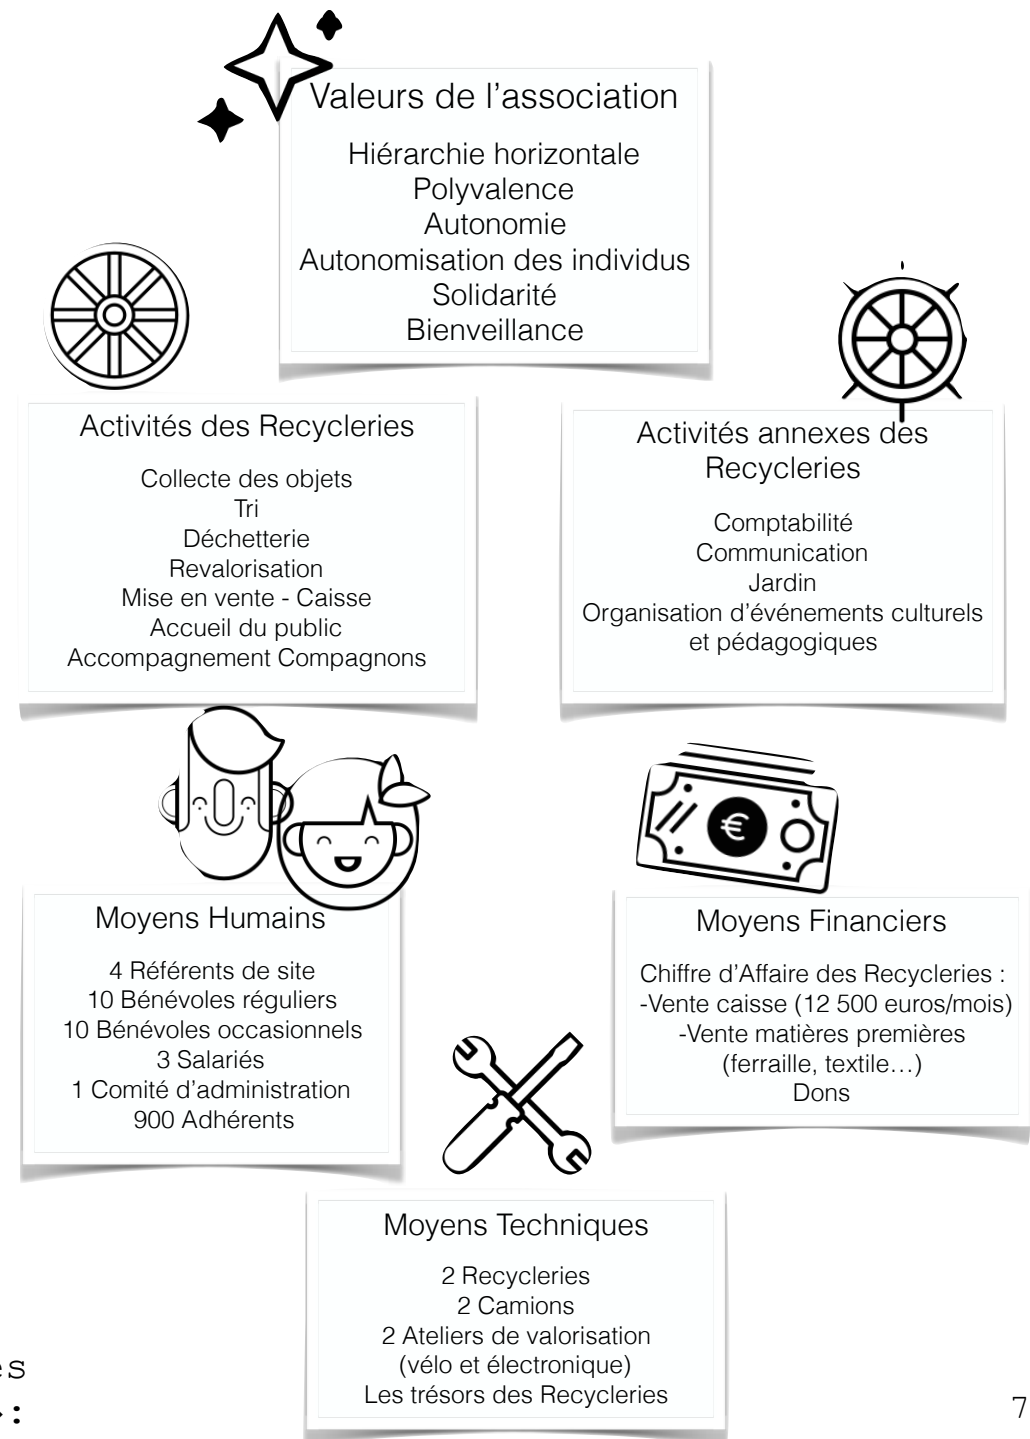 Valeurs de l'association
Hiérarchie horizontale
Polyvalence
Autonomie
Autonomisation des individus
Solidarité
Bienveillance
Activités des Recycleries
Collecte des objets
Tri
Déchetterie
Revalorisation
Mise en vente - Caisse
Accueil du public
Accompagnement Compagnons
Activités annexes des
Recycleries
Comptabilité
Communication
Jardin
Organisation d'événements culturels
et pédagogiques
€
Moyens Humains
4 Référents de site
10 Bénévoles réguliers
10 Bénévoles occasionnels
3 Salariés
1 Comité d'administration
900 Adhérents
Moyens Financiers
Chiffre d'Affaire des Recycleries :
-Vente caisse (12 500 euros/mois)
-Vente matières premières
(ferraille, textile…)
Dons
Moyens Techniques
2 Recycleries
2 Camions
2 Ateliers de valorisation
(vélo et électronique)
Les trésors des Recycleries
7